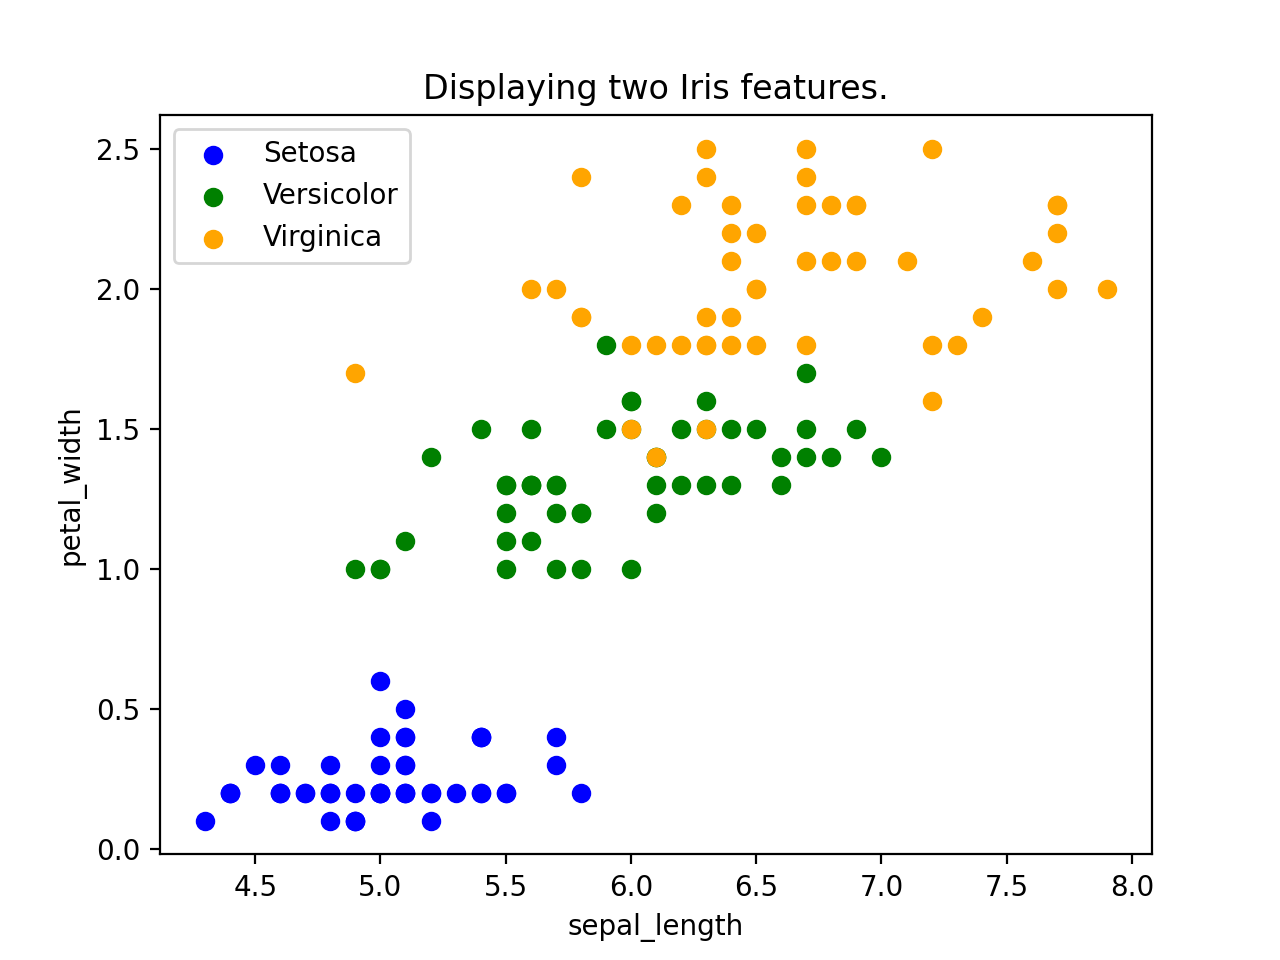 Displaying two Iris features.
Setosa
Versicolor
Virginica
petal_width
2.5
2.0
1.5
1.0
0.5
0.0
4.5 5.0 5.5 6.0 6.5 7.0 7.5 8.0
sepal_length